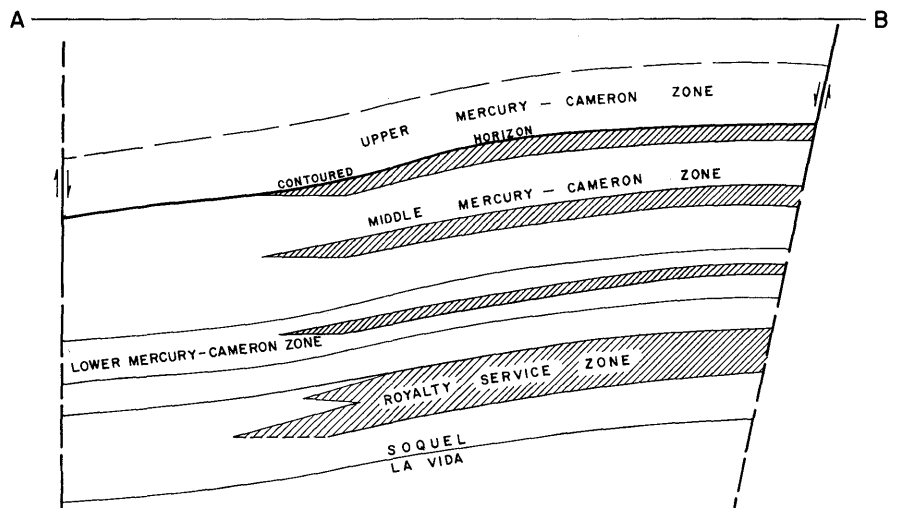 A B
UPPER MERCURY – CAMERON ZONE
CONTOURED HORIZON
MIDDLE MERCURY – CAMERON ZONE
LOWER MERCURY–CAMERON ZONE
ROYALTY SERVICE ZONE
SOQUEL
LA VIDA